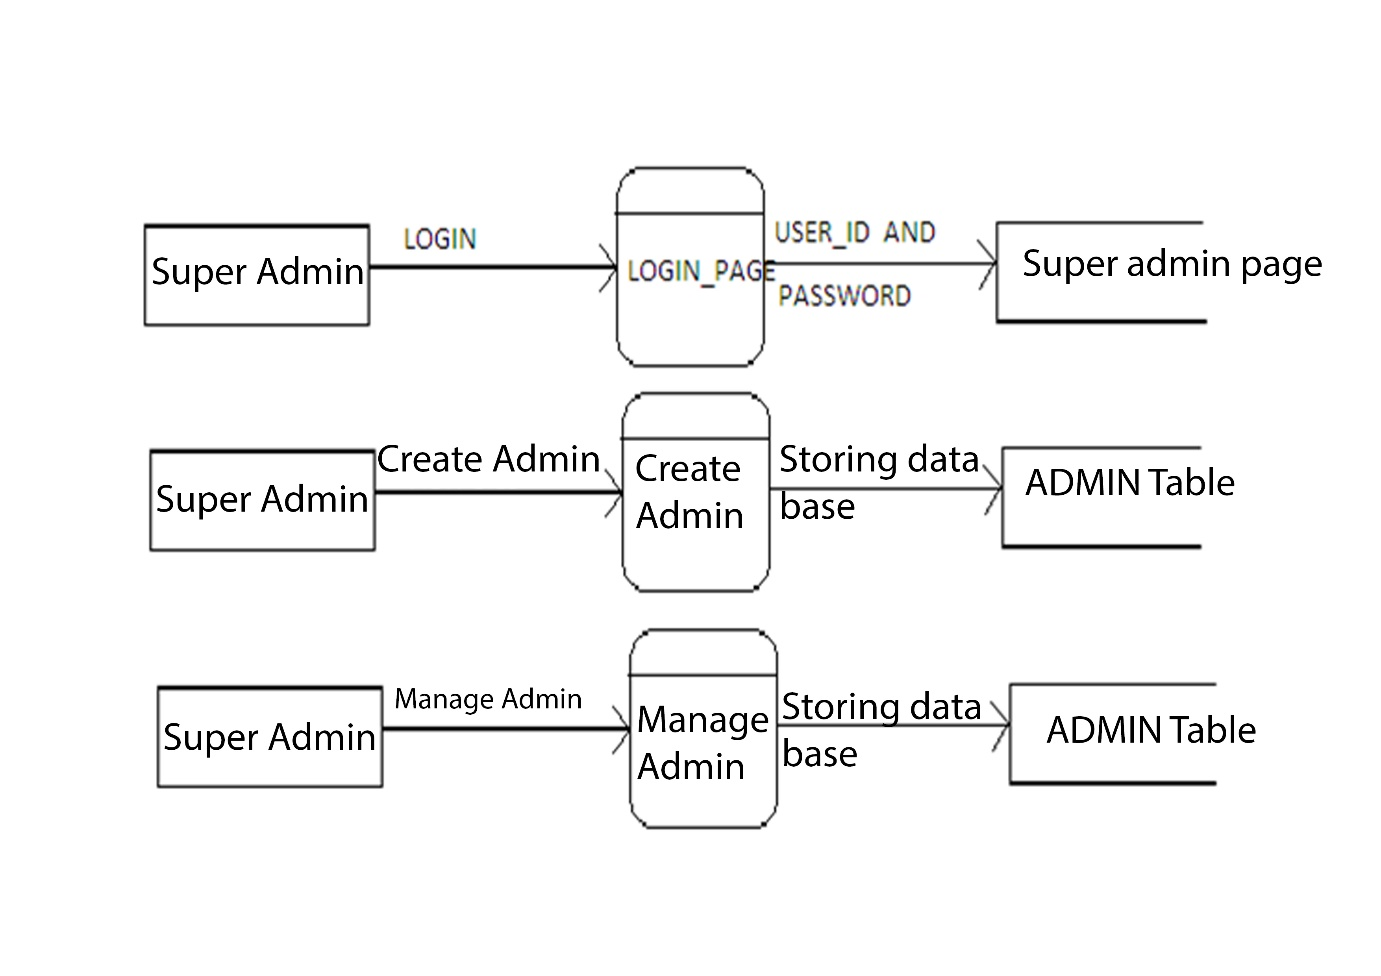 LOGIN
USER_ID AND
Super Admin
LOGIN_PAGE
Super admin page
PASSWORD
Create Admin
Storing data
base
Super Admin
Create
Admin
ADMIN Table
Manage Admin
Storing data
base
Super Admin
Manage
Admin
ADMIN Table